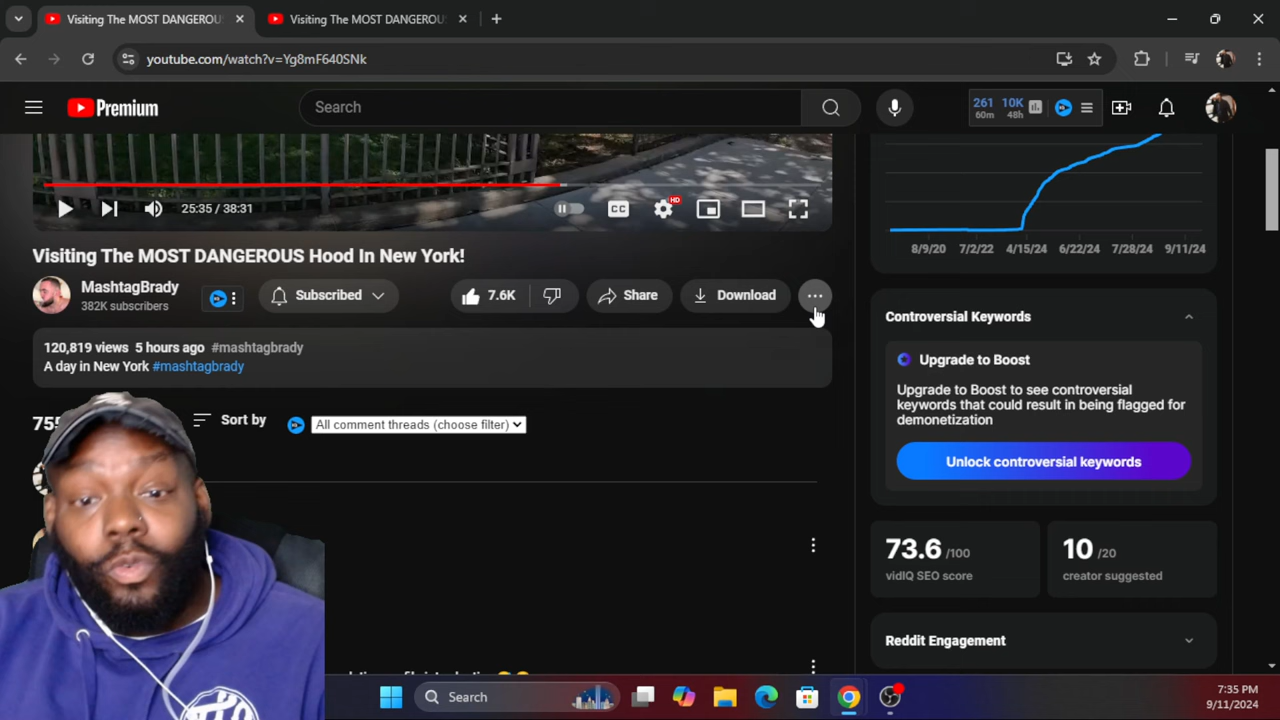 Visiting The MOST DANGEROU
Visiting The MOST DANGEROU
youtube.com/watch?v=Yg8mF640SNk
Premium
Search
261 10K
60m 48h
25:35 / 38:31
CC
HD
8/9/20 7/2/22 4/15/24 6/22/24 7/28/24 9/11/24
Visiting The MOST DANGEROUS Hood In New York!
MashtagBrady
382K subscribers
Subscribed
7.6K
Share
Download
120,819 views 5 hours ago #mashtagbrady
A day in New York #mashtagbrady
Sort by
All comment threads (choose filter)
Controversial Keywords
Upgrade to Boost
Upgrade to Boost to see controversial
keywords that could result in being flagged for
demonetization
Unlock controversial keywords
73.6 /100
vidIQ SEO score
10 /20
creator suggested
Reddit Engagement
Search
7:35 PM
9/11/2024